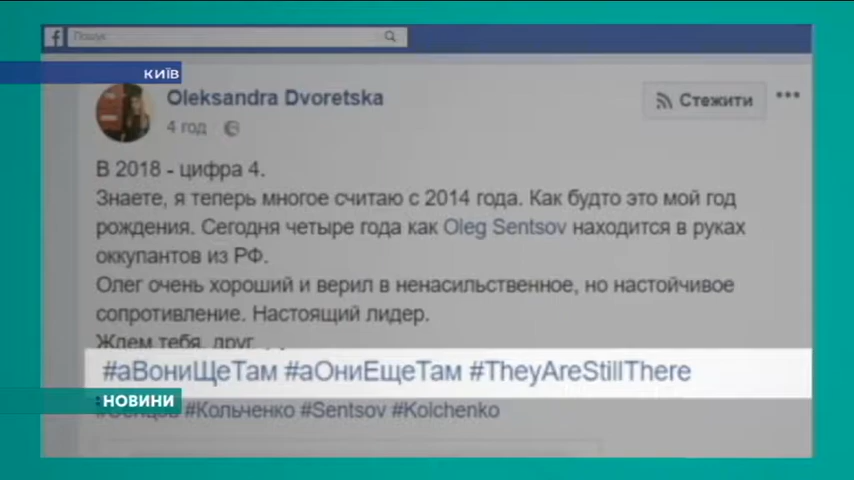 f Пошук
КИЇВ
Oleksandra Dvoretska
4 год
Стежити
В 2018 - цифра 4.
Знаете, я теперь многое считаю с 2014 года. Как будто это мой год
рождения. Сегодня четыре года как Oleg Sentsov находится в руках
оккупантов из РФ.
Олег очень хороший и верил в ненасильственное, но настойчивое
сопротивление. Настоящий лидер.
Ждем тебя, друг
#аВониЩеТам #аОниЕщеТам #TheyAreStillThere
НОВИНИ
#Кольченко #Sentsov #Kolchenko